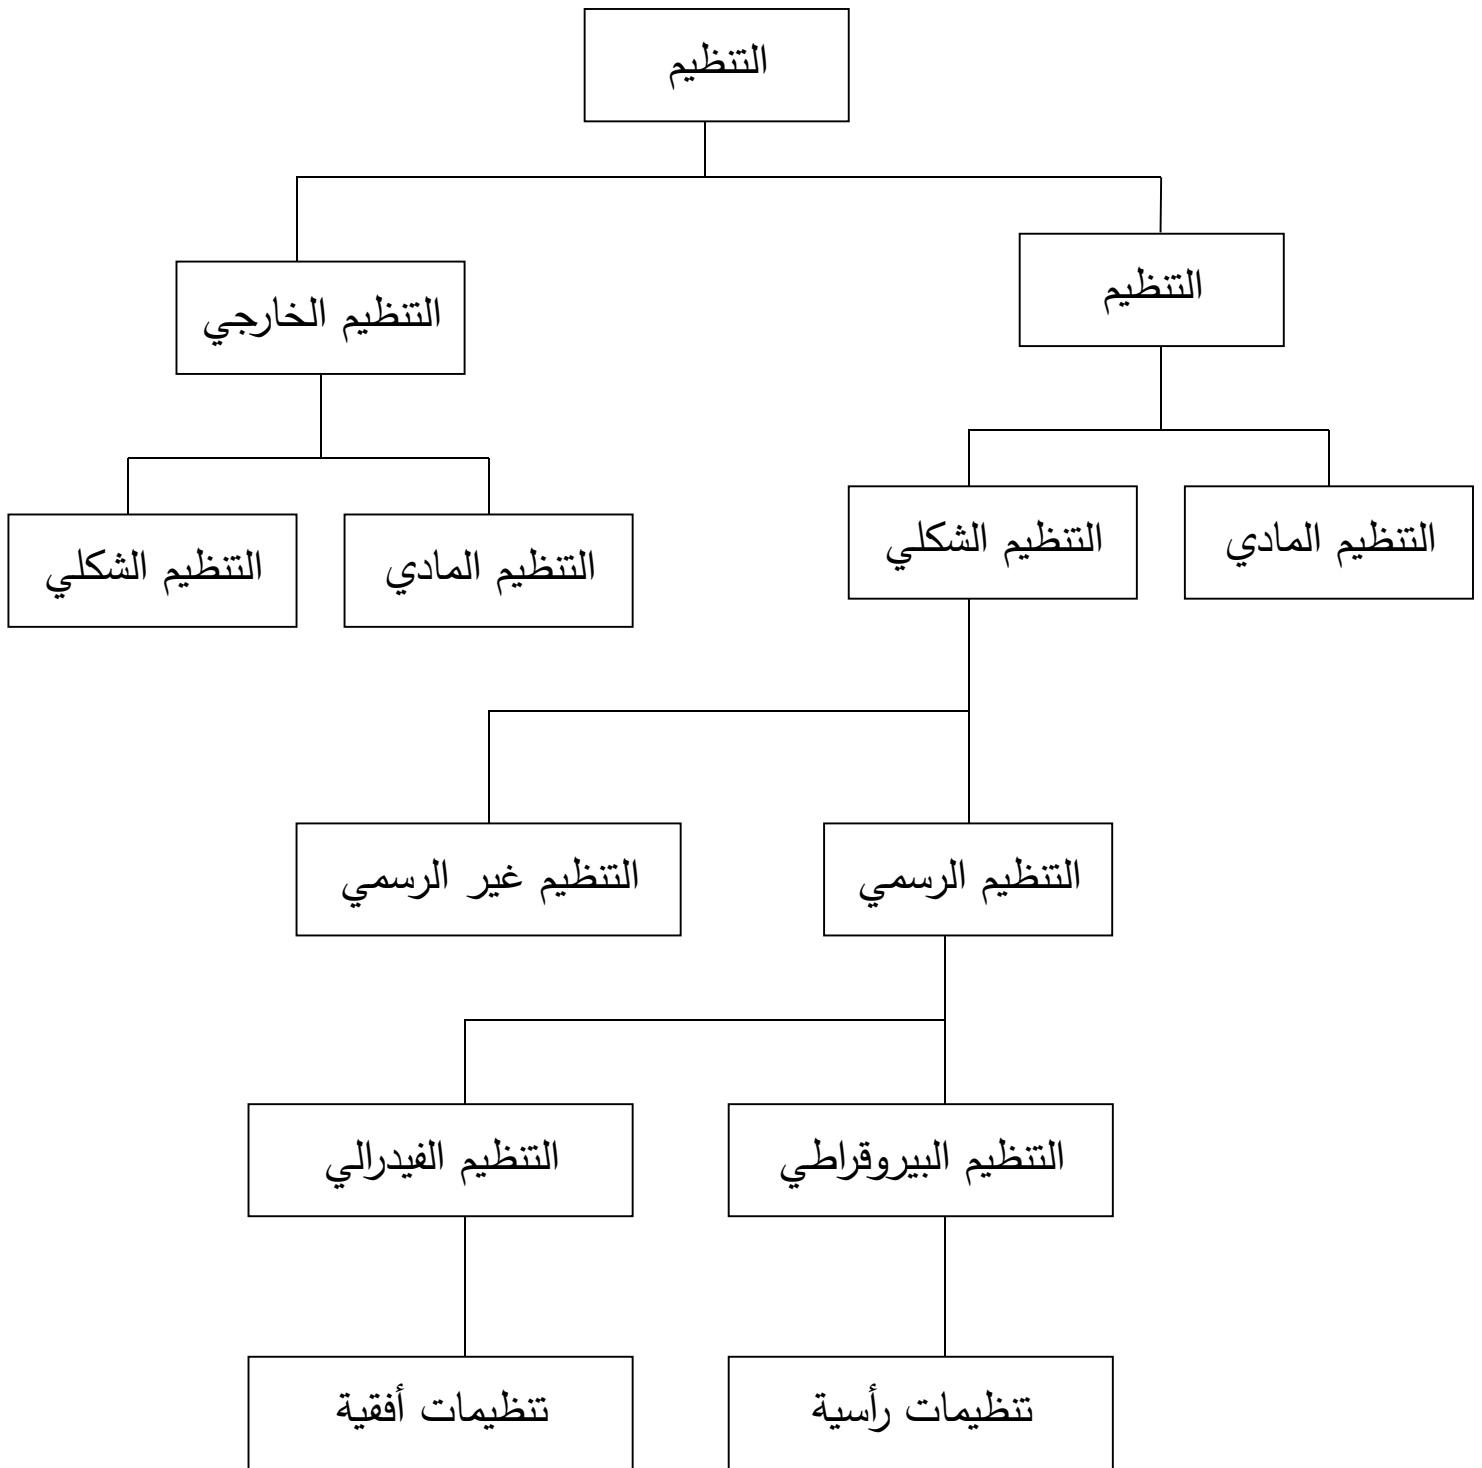 التنظيم
التنظيم
التنظيم الخارجي
التنظيم المادي
التنظيم الشكلي
التنظيم المادي
التنظيم الشكلي
التنظيم الرسمي
التنظيم غير الرسمي
التنظيم البيروقراطي
التنظيم الفيدرالي
تنظيمات رأسية
تنظيمات أفقية